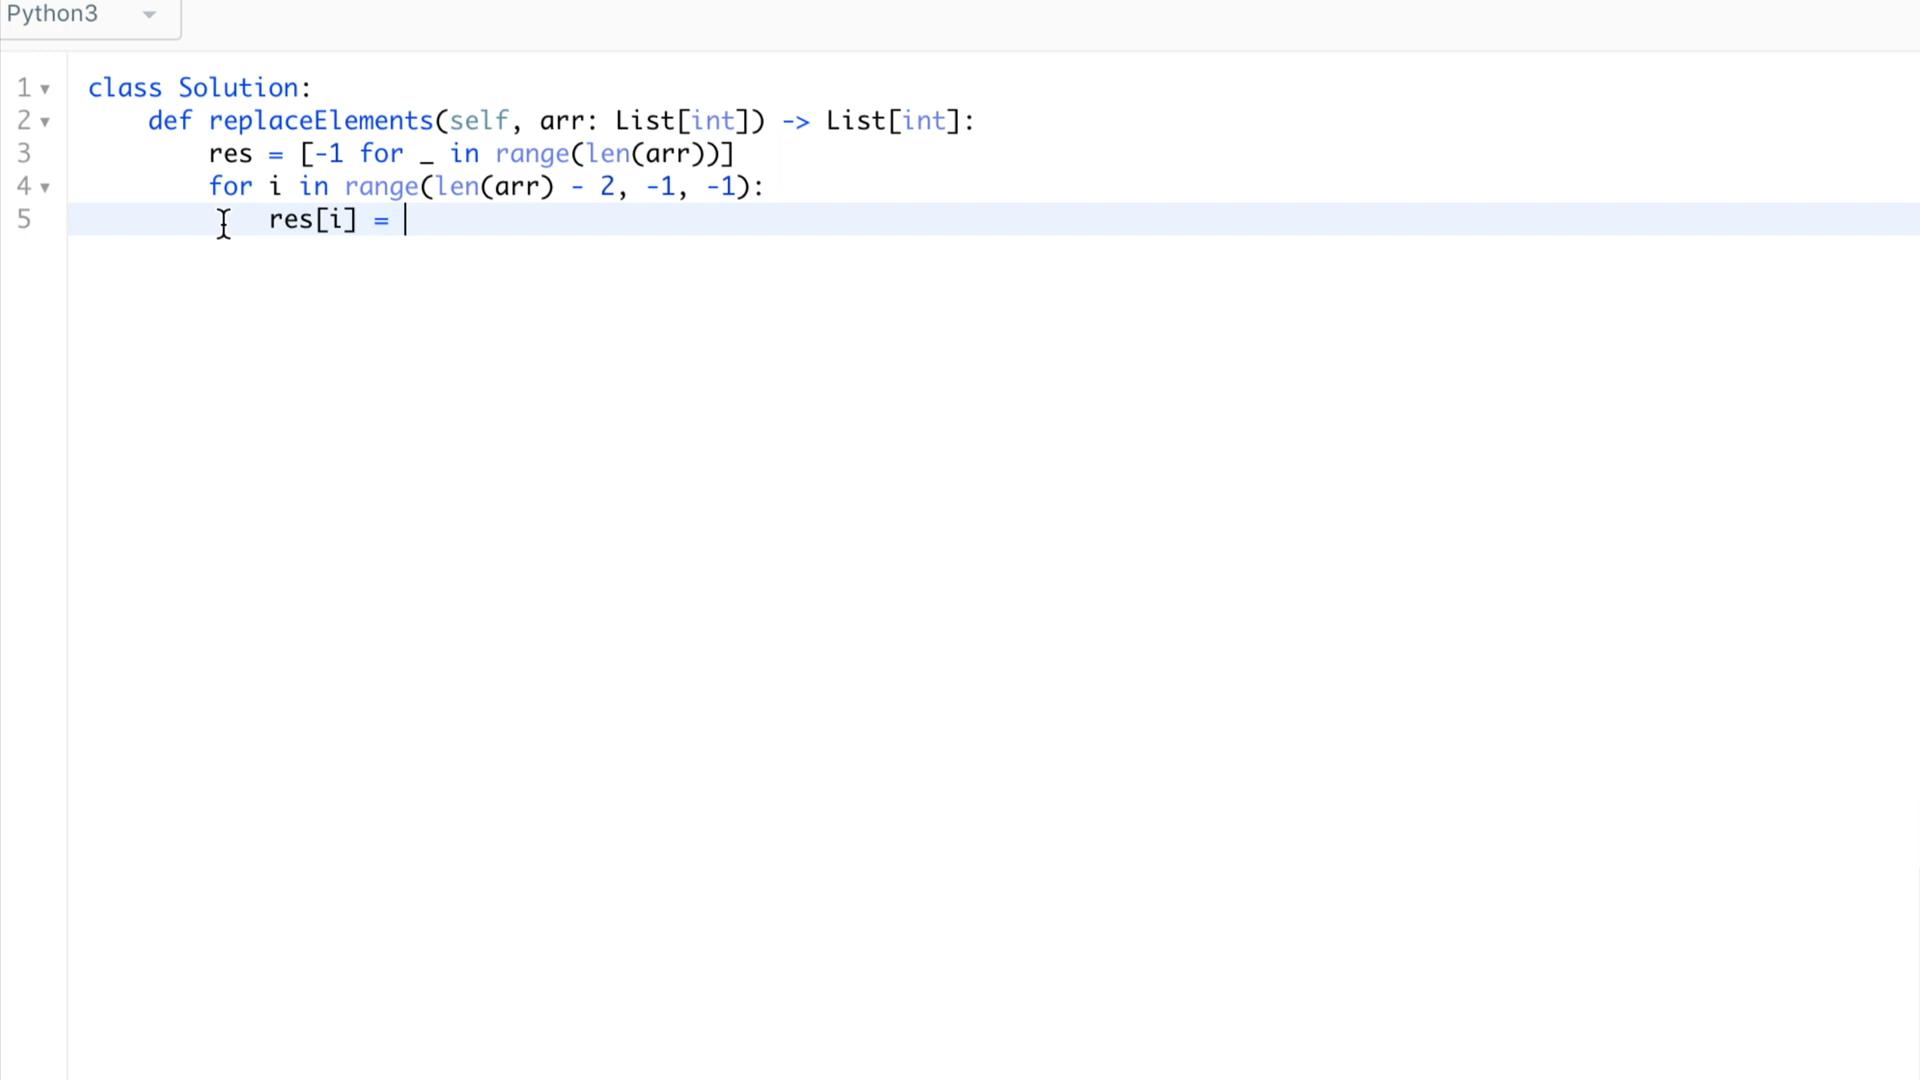 Python3
1 class Solution:
2 def replaceElements(self, arr: List[int]) -> List[int]:
3 res = [-1 for _ in range(len(arr))]
4 for i in range(len(arr) - 2, -1, -1):
5 res[i] =